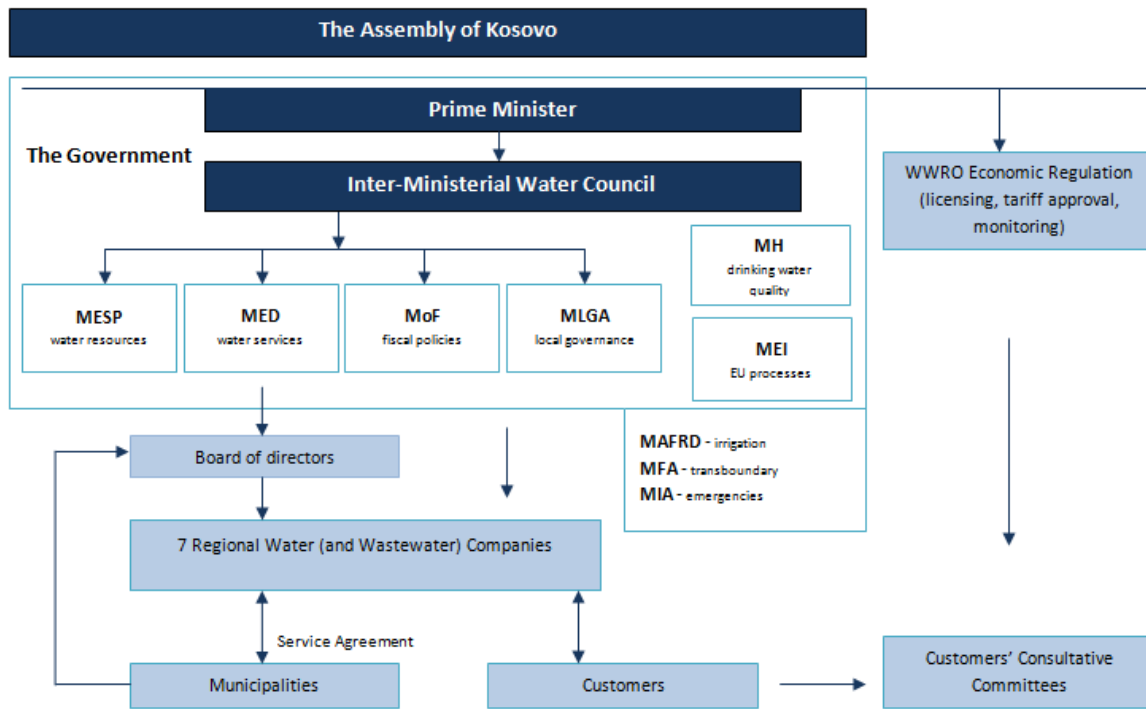 The Assembly of Kosovo
Prime Minister
The Government
Inter-Ministerial Water Council
WWRO Economic Regulation
(licensing, tariff approval,
monitoring)
MH
drinking water
quality
MESP
water resources
MED
water services
MoF
fiscal policies
MLGA
local governance
MEI
EU processes
MAFRD - irrigation
MFA - transboundary
MIA - emergencies
Board of directors
7 Regional Water (and Wastewater) Companies
Service Agreement
Municipalities
Customers
Customers’ Consultative
Committees